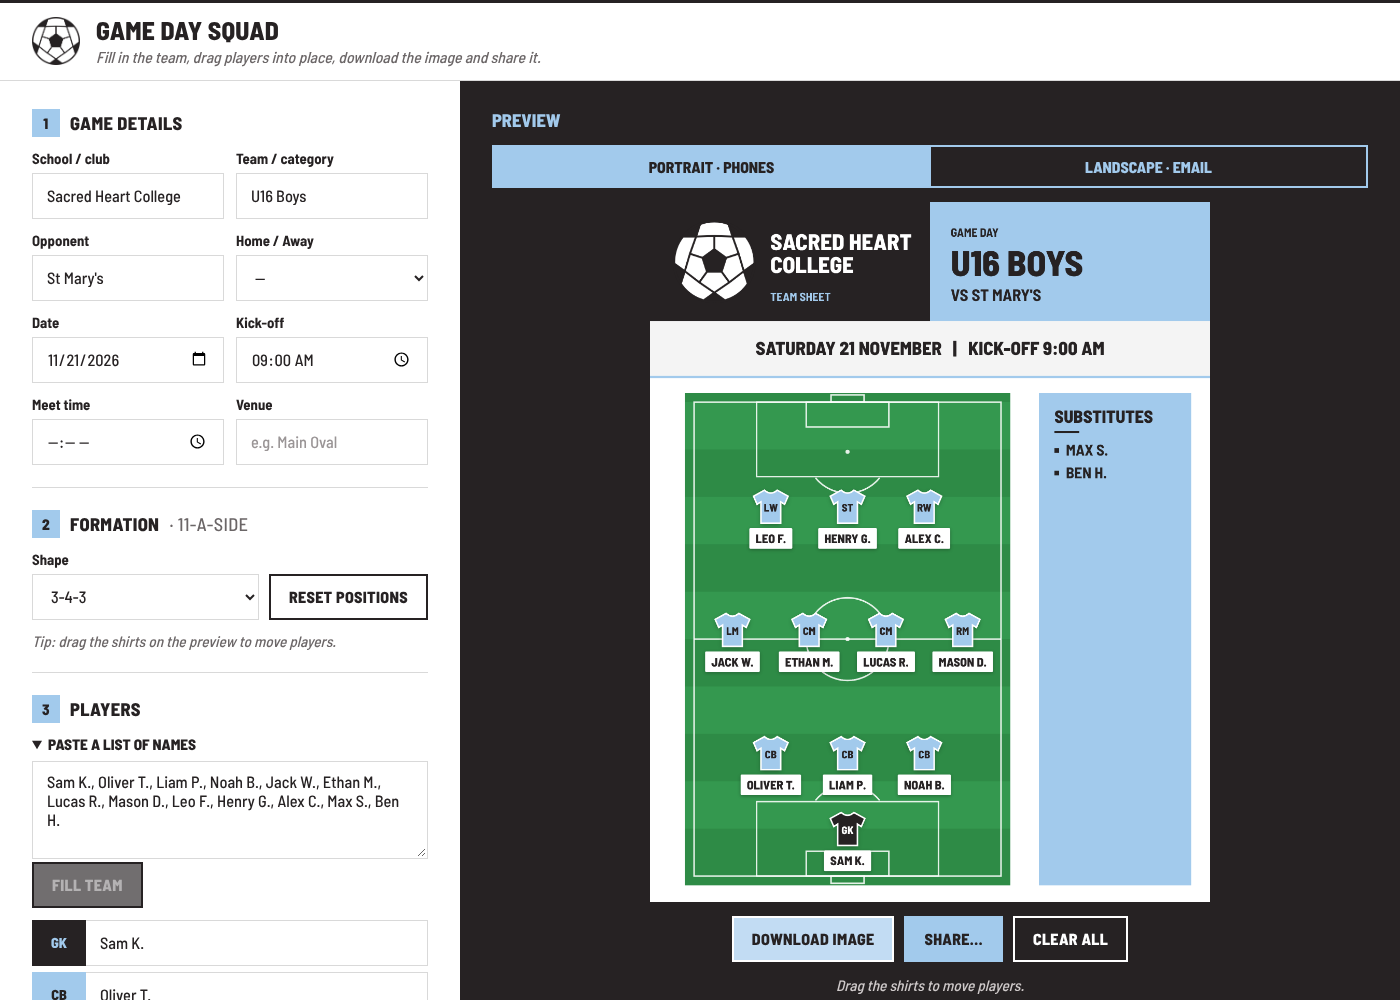 GAME DAY SQUAD
Fill in the team, drag players into place, download the image and share it.
1 GAME DETAILS
School / club
Team / category
Sacred Heart College
U16 Boys
Opponent
Home / Away
St Mary's
–
Date
Kick-off
11/21/2026
09:00 AM
Meet time
Venue
--:-- --
e.g. Main Oval
2 FORMATION · 11-A-SIDE
Shape
3-4-3
RESET POSITIONS
Tip: drag the shirts on the preview to move players.
3 PLAYERS
▼ PASTE A LIST OF NAMES
Sam K., Oliver T., Liam P., Noah B., Jack W., Ethan M.,
Lucas R., Mason D., Leo F., Henry G., Alex C., Max S., Ben
H.
FILL TEAM
GK Sam K.
CB Oliver T.
PREVIEW
PORTRAIT · PHONES
LANDSCAPE · EMAIL
SACRED HEART
COLLEGE
TEAM SHEET
GAME DAY
U16 BOYS
VS ST MARY'S
SATURDAY 21 NOVEMBER | KICK-OFF 9:00 AM
LW ST RW
LEO F. HENRY G. ALEX C.
LM CM CM RM
JACK W. ETHAN M. LUCAS R. MASON D.
CB CB CB
OLIVER T. LIAM P. NOAH B.
GK
SAM K.
SUBSTITUTES
▪ MAX S.
▪ BEN H.
DOWNLOAD IMAGE
SHARE...
CLEAR ALL
Drag the shirts to move players.